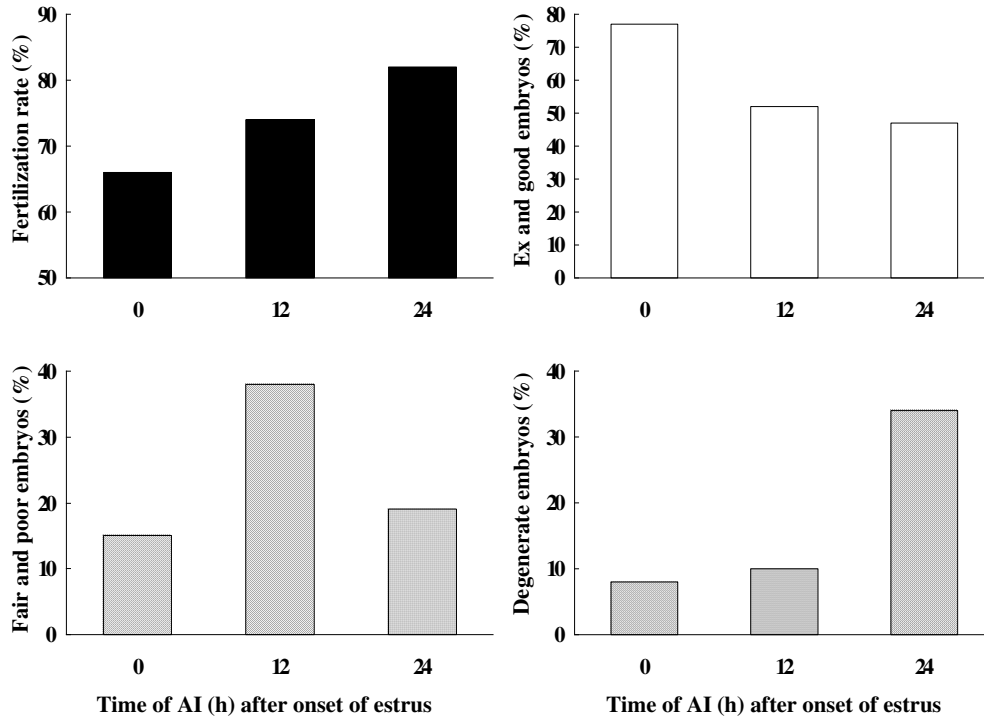 Fertilization rate (%)
90
80
70
60
50
0 12 24
Ex and good embryos (%)
80
70
60
50
40
30
20
10
0
0 12 24
Fair and poor embryos (%)
40
30
20
10
0
0 12 24
Time of AI (h) after onset of estrus
Degenerate embryos (%)
40
30
20
10
0
0 12 24
Time of AI (h) after onset of estrus